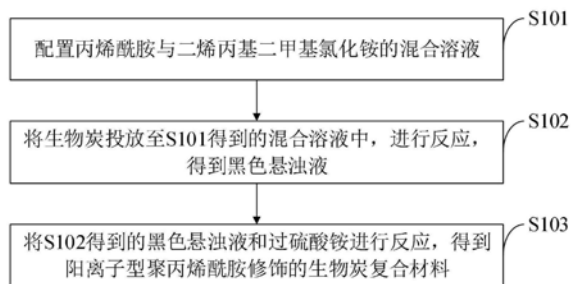 S101
配置丙烯酰胺与二烯丙基二甲基氯化铵的混合溶液
S102
将生物炭投放至S101得到的混合溶液中，进行反应，
得到黑色悬浊液
S103
将S102得到的黑色悬浊液和过硫酸铵进行反应，得到
阳离子型聚丙烯酰胺修饰的生物炭复合材料